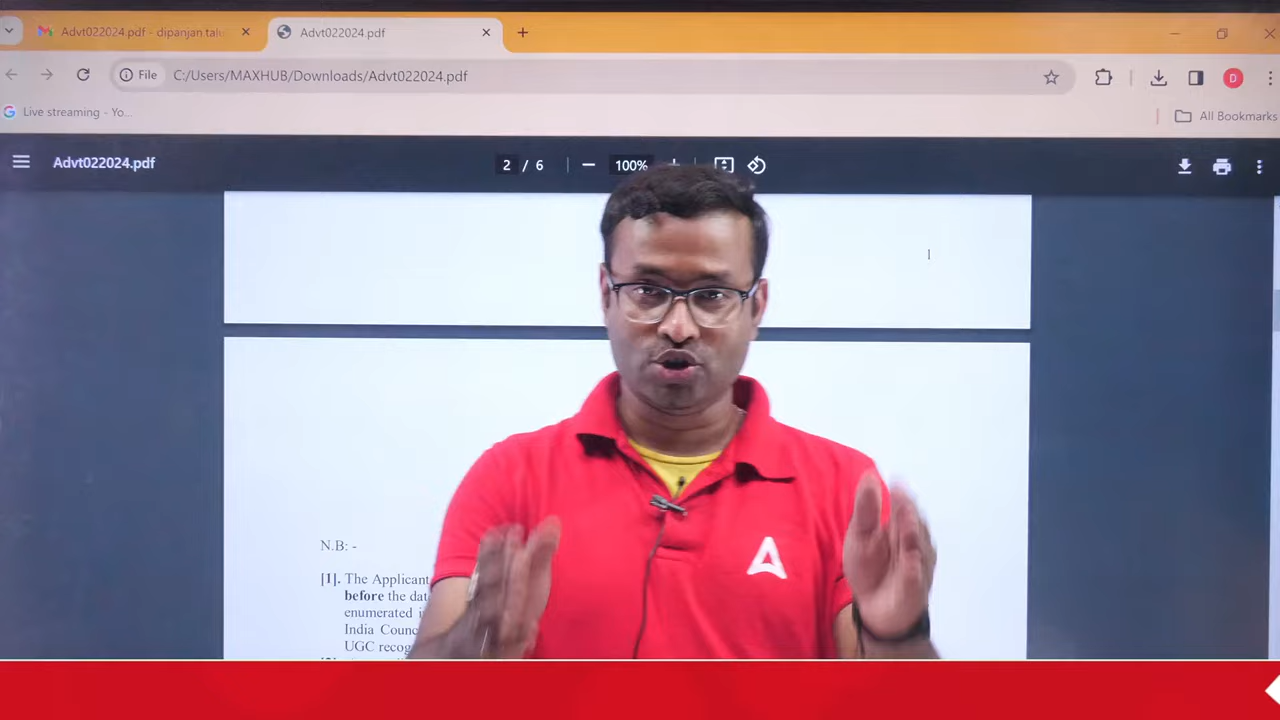 Advt022024.pdf - dipanjan talu
Advt022024.pdf
File
C:/Users/MAXHUB/Downloads/Advt022024.pdf
D
Live streaming - Yo...
All Bookmarks
Advt022024.pdf
2 / 6
100%
1
N.B: -
[1]. The Applicant
before the dat
enumerated i
India Counc
UGC recog